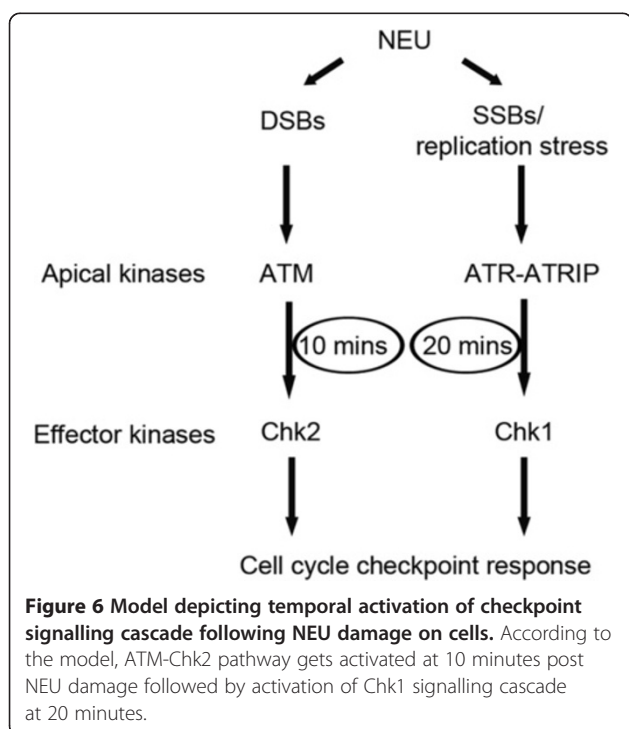 NEU
DSBs
SSBs/
replication stress
Apical kinases ATM ATR-ATRIP
10 mins 20 mins
Effector kinases Chk2 Chk1
Cell cycle checkpoint response
Figure 6 Model depicting temporal activation of checkpoint
signalling cascade following NEU damage on cells. According to
the model, ATM-Chk2 pathway gets activated at 10 minutes post
NEU damage followed by activation of Chk1 signalling cascade
at 20 minutes.